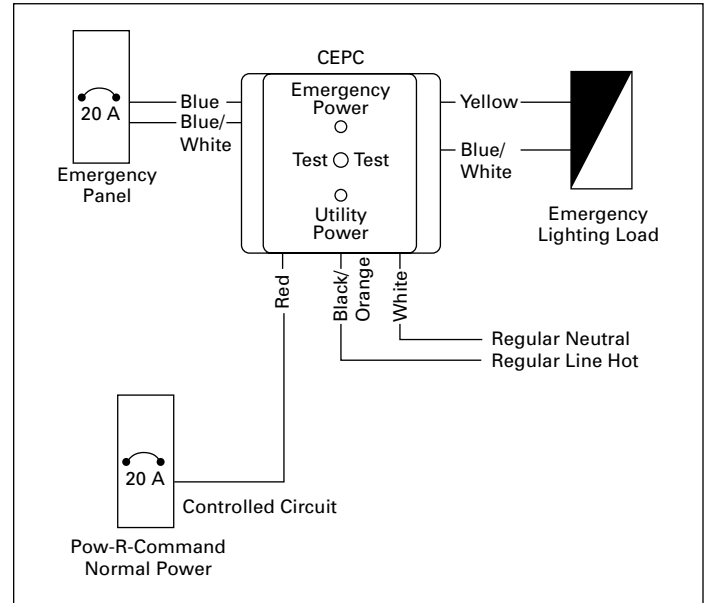 CEPC
Emergency
Power
Test
Test
Utility
Power
20 A
Emergency
Panel
Blue
Blue/
White
Yellow
Blue/
White
Emergency
Lighting Load
Red
Black/
Orange
White
Regular Neutral
Regular Line Hot
20 A
Controlled Circuit
Pow-R-Command
Normal Power